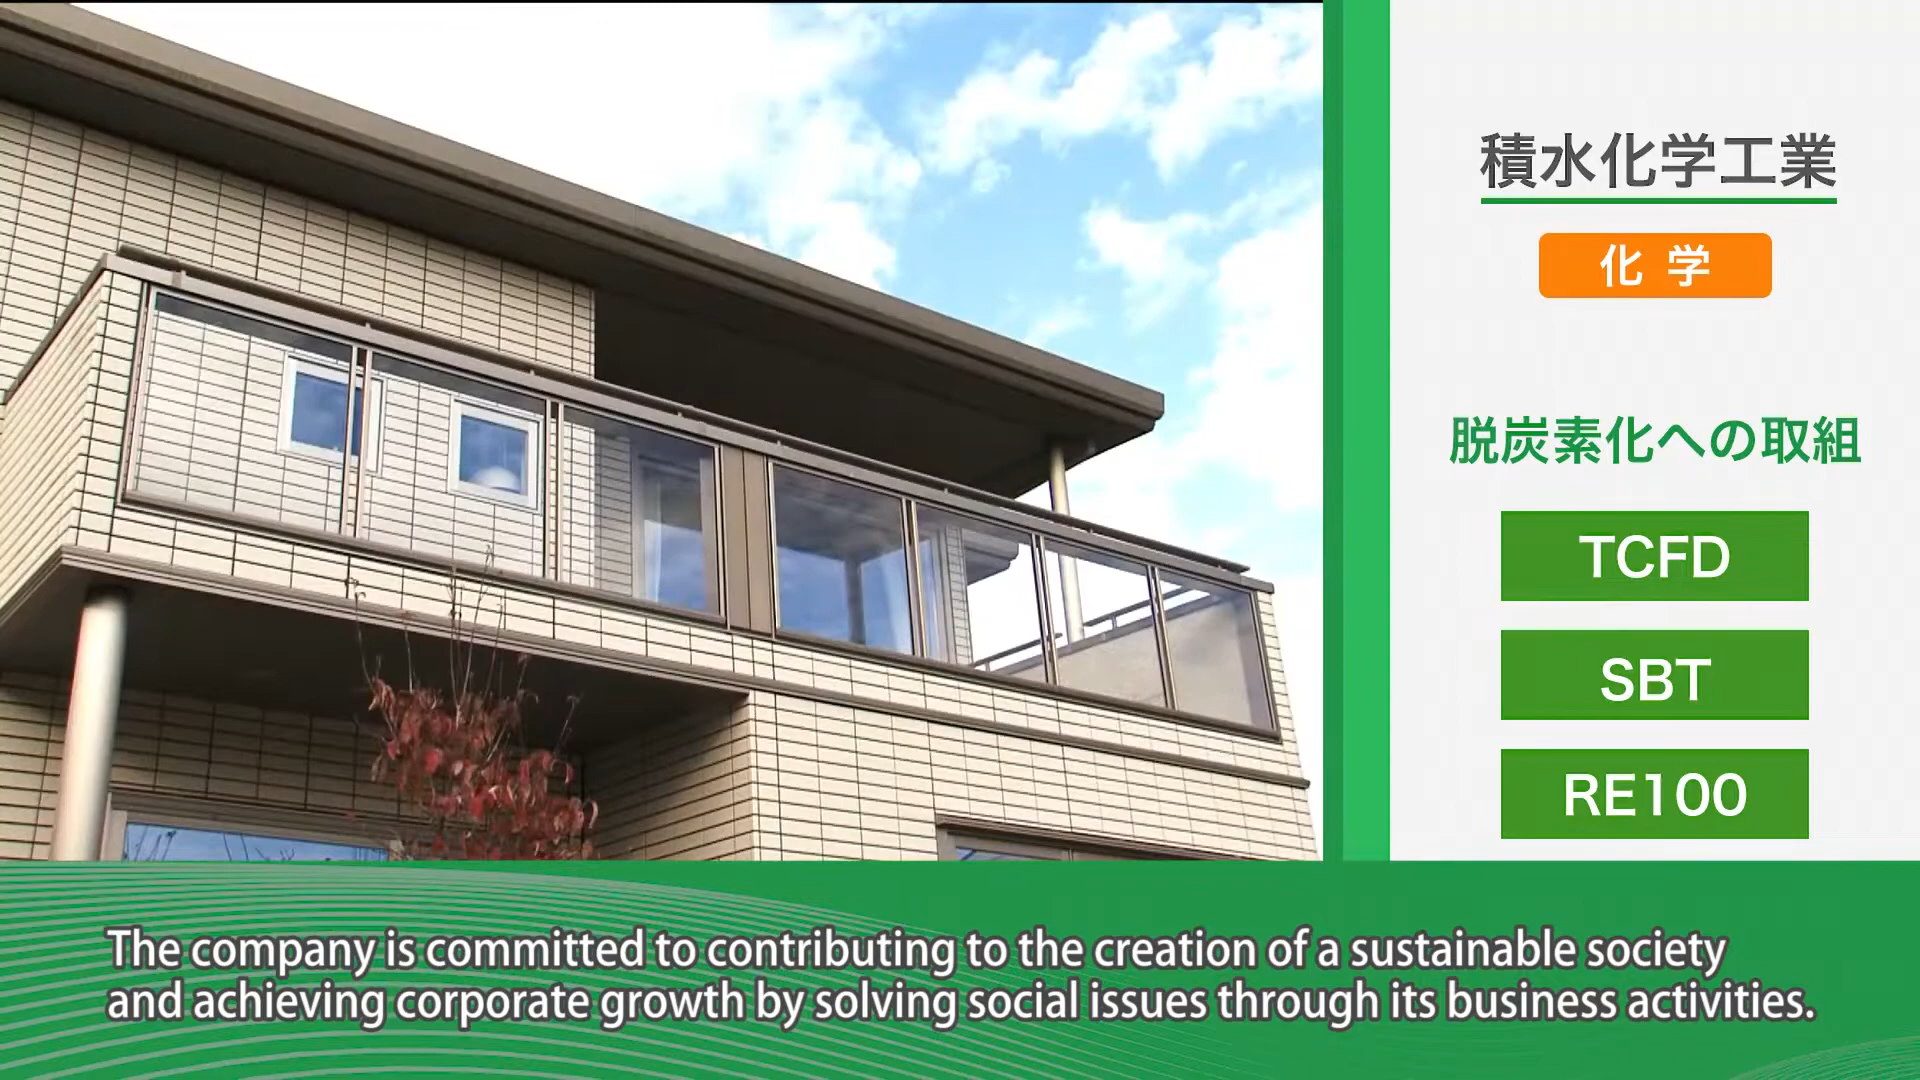 積水化学工業
化学
脱炭素化への取組
TCFD
SBT
RE100
The company is committed to contributing to the creation of a sustainable society
and achieving corporate growth by solving social issues through its business activities.